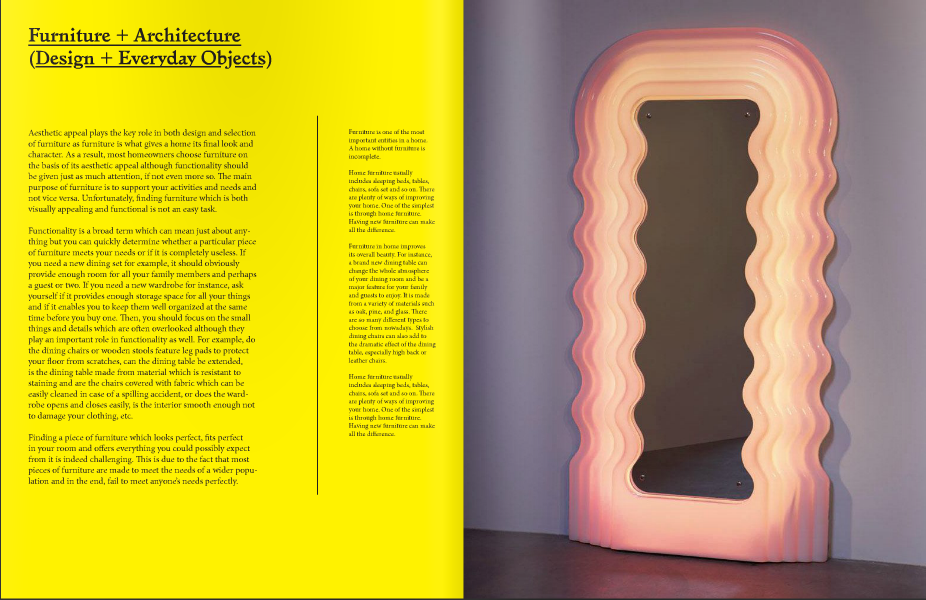 Furniture + Architecture
(Design + Everyday Objects)
Aesthetic appeal plays the key role in both design and selection
of furniture as furniture is what gives a home its final look and
character. As a result, most homeowners choose furniture on
the basis of its aesthetic appeal although functionality should
be given just as much attention, if not even more so. The main
purpose of furniture is to support your activities and needs and
not vice versa. Unfortunately, finding furniture which is both
visually appealing and functional is not an easy task.
Functionality is a broad term which can mean just about any-
thing but you can quickly determine whether a particular piece
of furniture meets your needs or if it is completely useless. If
you need a new dining set for example, it should obviously
provide enough room for all your family members and perhaps
a guest or two. If you need a new wardrobe for instance, ask
yourself if it provides enough storage space for all your things
and if it enables you to keep them well organized at the same
time before you buy one. Then, you should focus on the small
things and details which are often overlooked although they
play an important role in functionality as well. For example, do
the dining chairs or wooden stools feature leg pads to protect
your floor from scratches, can the dining table be extended,
is the dining table made from material which is resistant to
staining and are the chairs covered with fabric which can be
easily cleaned in case of a spilling accident, or does the ward-
robe opens and closes easily, is the interior smooth enough not
to damage your clothing, etc.
Finding a piece of furniture which looks perfect, fits perfect
in your room and offers everything you could possibly expect
from it is indeed challenging. This is due to the fact that most
pieces of furniture are made to meet the needs of a wider popu-
lation and in the end, fail to meet anyone's needs perfectly.
Furniture is one of the most
important entities in a home.
A home without furniture is
incomplete.
Home furniture usually
includes sleeping beds, tables,
chairs, sofa set and so on. There
are plenty of ways of improving
your home. One of the simplest
is through home furniture.
Having new furniture can make
all the difference.
Furniture in home improves
its overall beauty. For instance,
a brand new dining table can
change the whole atmosphere
of your dining room and be a
major feature for your family
and guests to enjoy. It is made
from a variety of materials such
as oak, pine, and glass. There
are so many different types to
choose from nowadays. Stylish
dining chairs can also add to
the dramatic effect of the dining
table, especially high back or
leather chairs.
Home furniture usually
includes sleeping beds, tables,
chairs, sofa set and so on. There
are plenty of ways of improving
your home. One of the simplest
is through home furniture.
Having new furniture can make
all the difference.